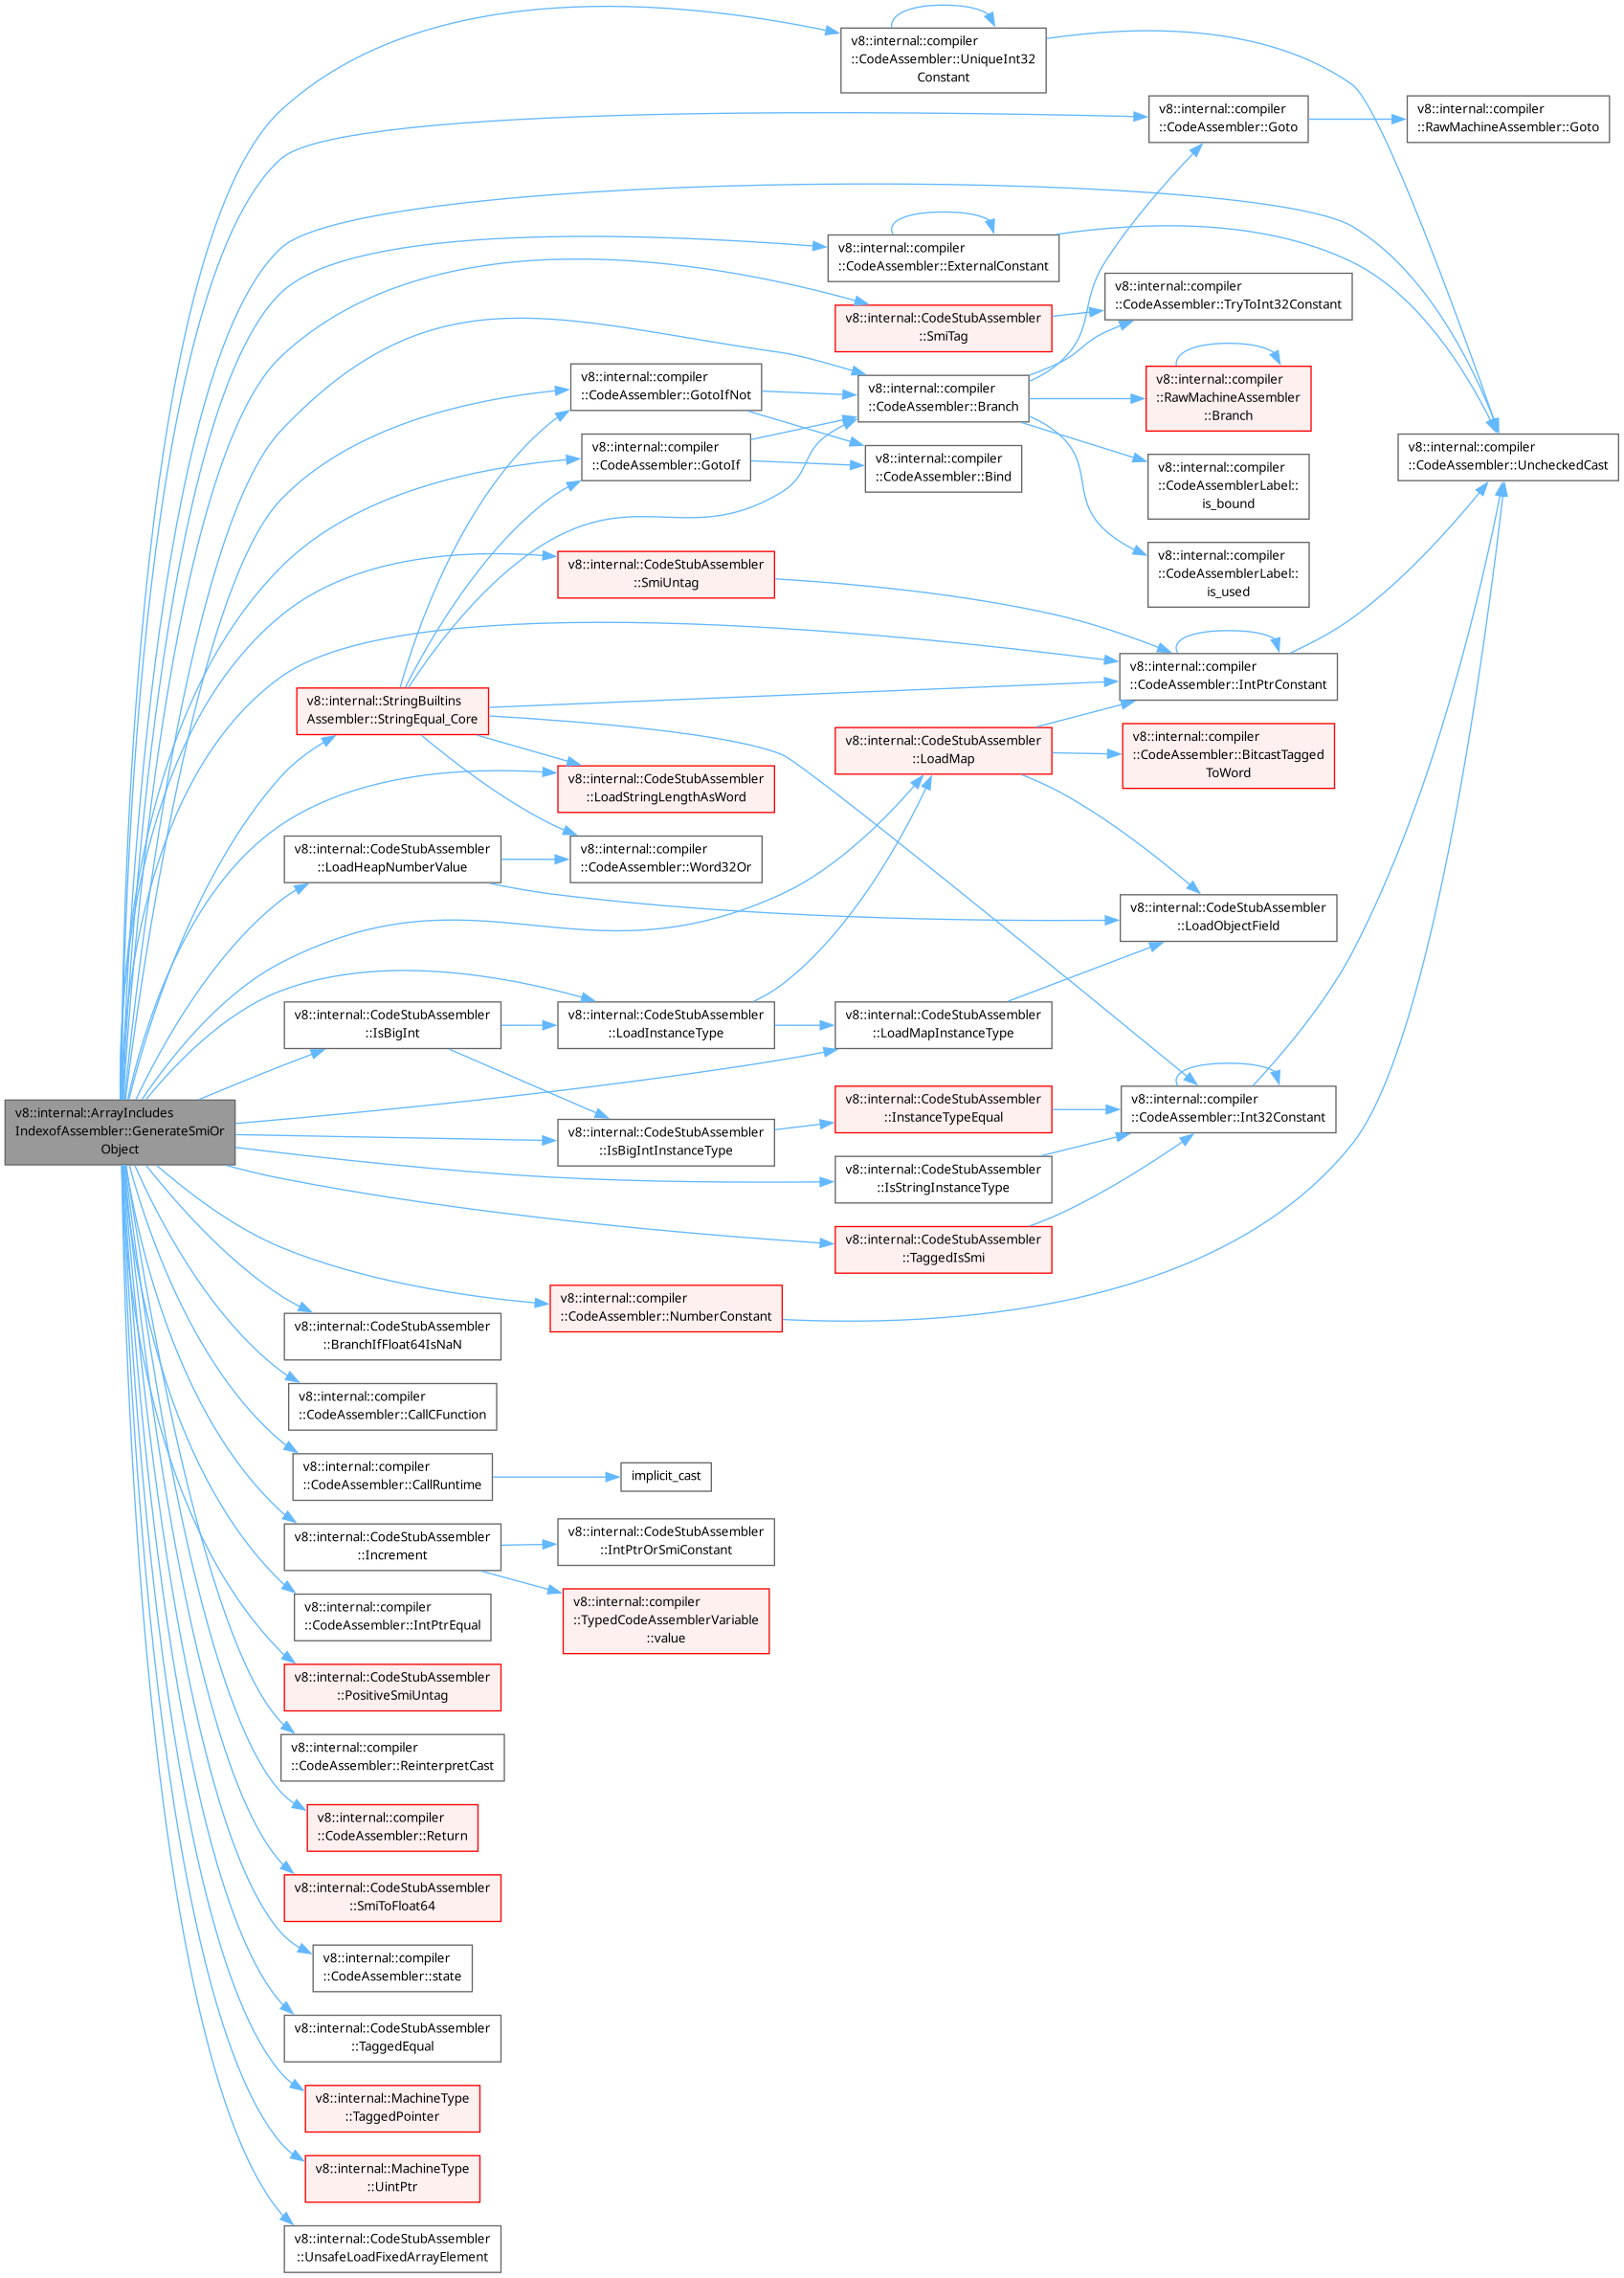 v8::internal::compiler
::CodeAssembler::UniqueInt32
Constant
v8::internal::compiler
::CodeAssembler::Goto
v8::internal::compiler
::RawMachineAssembler::Goto
v8::internal::compiler
::CodeAssembler::ExternalConstant
v8::internal::compiler
::CodeAssembler::TryToInt32Constant
v8::internal::CodeStubAssembler
::SmiTag
v8::internal::compiler
::CodeAssembler::GotoIfNot
v8::internal::compiler
::CodeAssembler::Branch
v8::internal::compiler
::RawMachineAssembler
::Branch
v8::internal::compiler
::CodeAssembler::GotoIf
v8::internal::compiler
::CodeAssembler::Bind
v8::internal::compiler
::CodeAssembler::UncheckedCast
v8::internal::compiler
::CodeAssemblerLabel::
is_bound
v8::internal::CodeStubAssembler
::SmiUntag
v8::internal::compiler
::CodeAssemblerLabel::
is_used
v8::internal::compiler
::CodeAssembler::IntPtrConstant
v8::internal::StringBuiltins
Assembler::StringEqual_Core
v8::internal::CodeStubAssembler
::LoadMap
v8::internal::compiler
::CodeAssembler::BitcastTagged
ToWord
v8::internal::CodeStubAssembler
::LoadStringLengthAsWord
v8::internal::CodeStubAssembler
::LoadHeapNumberValue
v8::internal::compiler
::CodeAssembler::Word32Or
v8::internal::CodeStubAssembler
::LoadObjectField
v8::internal::CodeStubAssembler
::IsBigInt
v8::internal::CodeStubAssembler
::LoadInstanceType
v8::internal::CodeStubAssembler
::LoadMapInstanceType
v8::internal::ArrayIncludes
IndexofAssembler::GenerateSmiOr
Object
v8::internal::CodeStubAssembler
::IsBigIntInstanceType
v8::internal::CodeStubAssembler
::InstanceTypeEqual
v8::internal::compiler
::CodeAssembler::Int32Constant
v8::internal::CodeStubAssembler
::IsStringInstanceType
v8::internal::CodeStubAssembler
::TaggedIsSmi
v8::internal::compiler
::CodeAssembler::NumberConstant
v8::internal::CodeStubAssembler
::BranchIfFloat64IsNaN
v8::internal::compiler
::CodeAssembler::CallCFunction
v8::internal::compiler
::CodeAssembler::CallRuntime
implicit_cast
v8::internal::CodeStubAssembler
::Increment
v8::internal::CodeStubAssembler
::IntPtrOrSmiConstant
v8::internal::compiler
::TypedCodeAssemblerVariable
::value
v8::internal::compiler
::CodeAssembler::IntPtrEqual
v8::internal::CodeStubAssembler
::PositiveSmiUntag
v8::internal::compiler
::CodeAssembler::ReinterpretCast
v8::internal::compiler
::CodeAssembler::Return
v8::internal::CodeStubAssembler
::SmiToFloat64
v8::internal::compiler
::CodeAssembler::state
v8::internal::CodeStubAssembler
::TaggedEqual
v8::internal::MachineType
::TaggedPointer
v8::internal::MachineType
::UintPtr
v8::internal::CodeStubAssembler
::UnsafeLoadFixedArrayElement